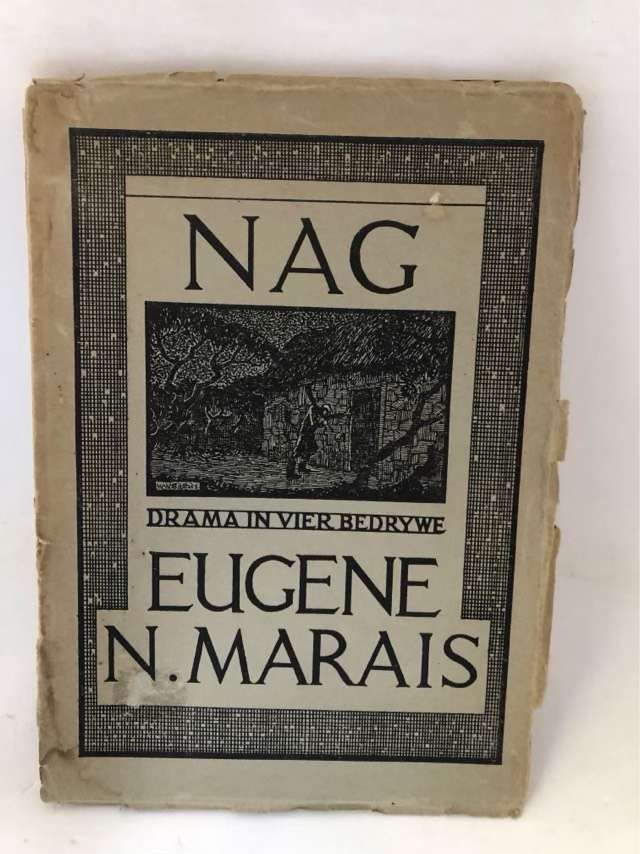 NAG
DRAMA IN VIER BEDRYWE
EUGENE
N. MARAIS